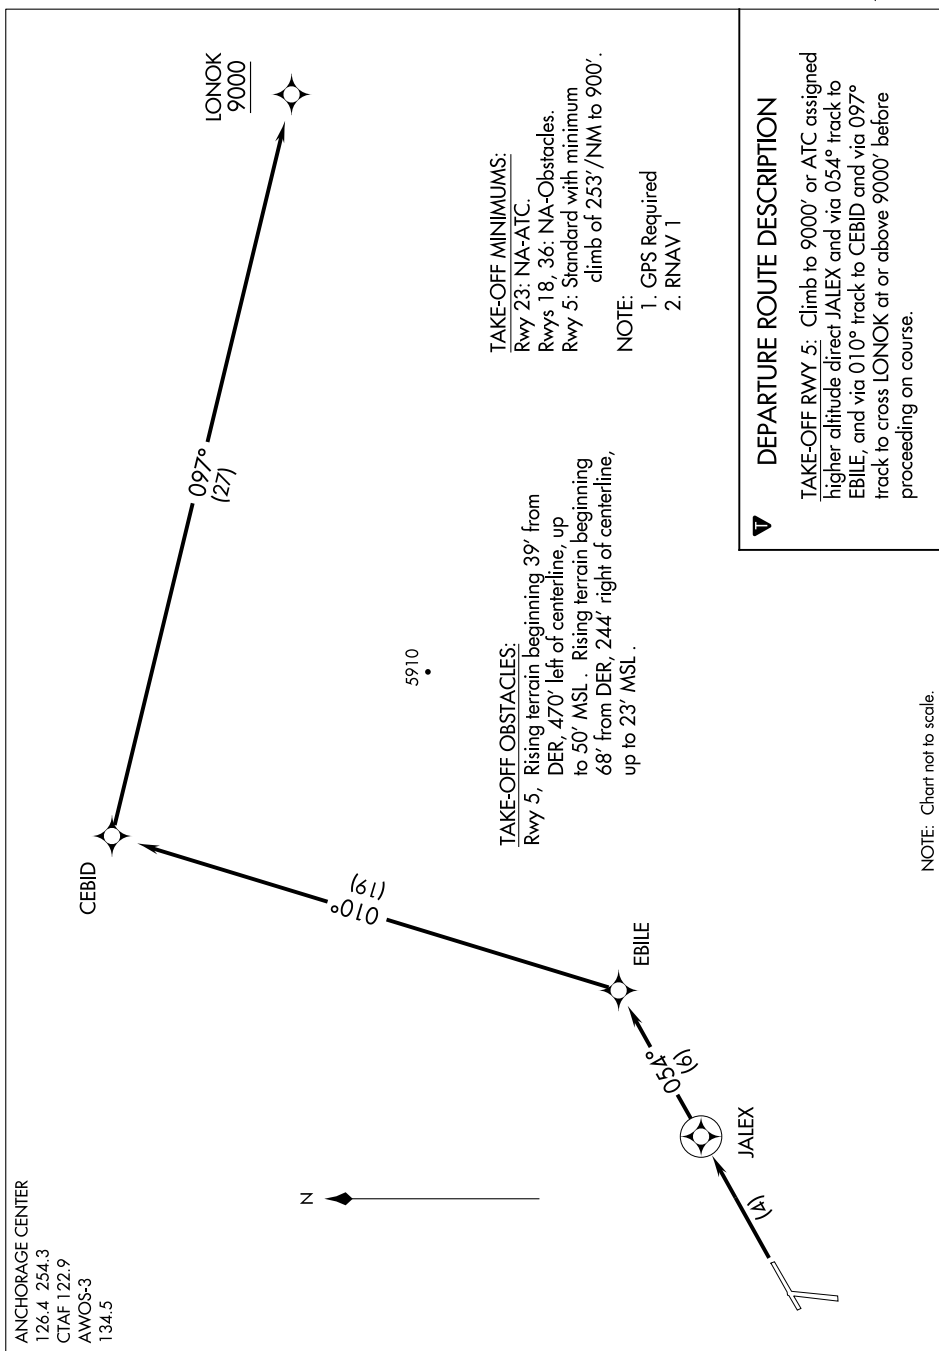 ANCHORAGE CENTER
126.4 254.3
CTAF 122.9
AWOS-3
134.5
N
(4)
JALEX
054°
(6)
EBILE
010°
(19)
CEBID
097°
(27)
LONOK
9000
5910
TAKE-OFF OBSTACLES:
Rwy 5, Rising terrain beginning 39' from
DER, 470' left of centerline, up
to 50' MSL . Rising terrain beginning
68' from DER, 244' right of centerline,
up to 23' MSL .
TAKE-OFF MINIMUMS:
Rwy 23: NA-ATC.
Rwys 18, 36: NA-Obstacles.
Rwy 5: Standard with minimum
climb of 253'/NM to 900'.
NOTE:
1. GPS Required
2. RNAV 1
NOTE: Chart not to scale.
T
DEPARTURE ROUTE DESCRIPTION
TAKE-OFF RWY 5: Climb to 9000' or ATC assigned
higher altitude direct JALEX and via 054° track to
EBILE, and via 010° track to CEBID and via 097°
track to cross LONOK at or above 9000' before
proceeding on course.